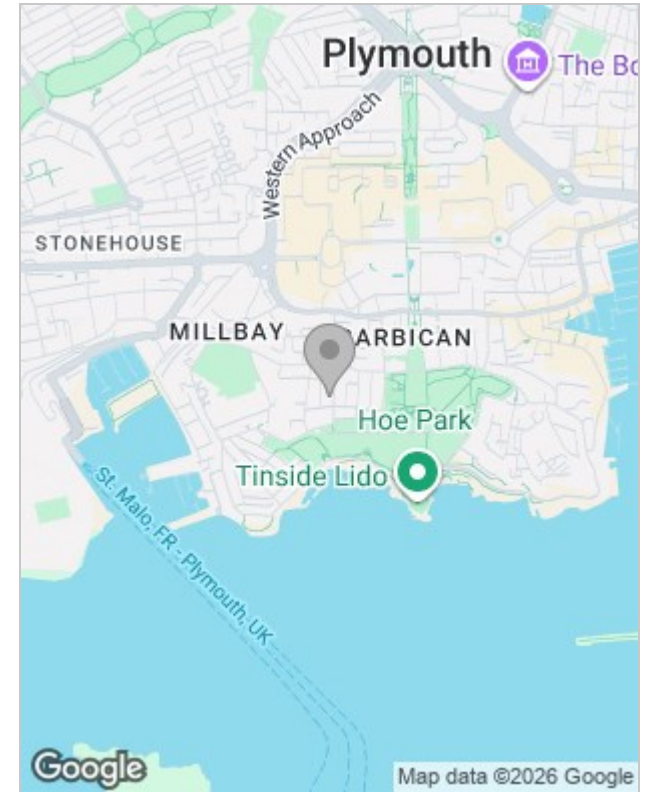 Plymouth
The Bo
Western Approach
STONEHOUSE
MILLBAY
ARBICAN
Hoe Park
Tinside Lido
St. Malo, FR - Plymouth, UK
Google
Map data ©2026 Google